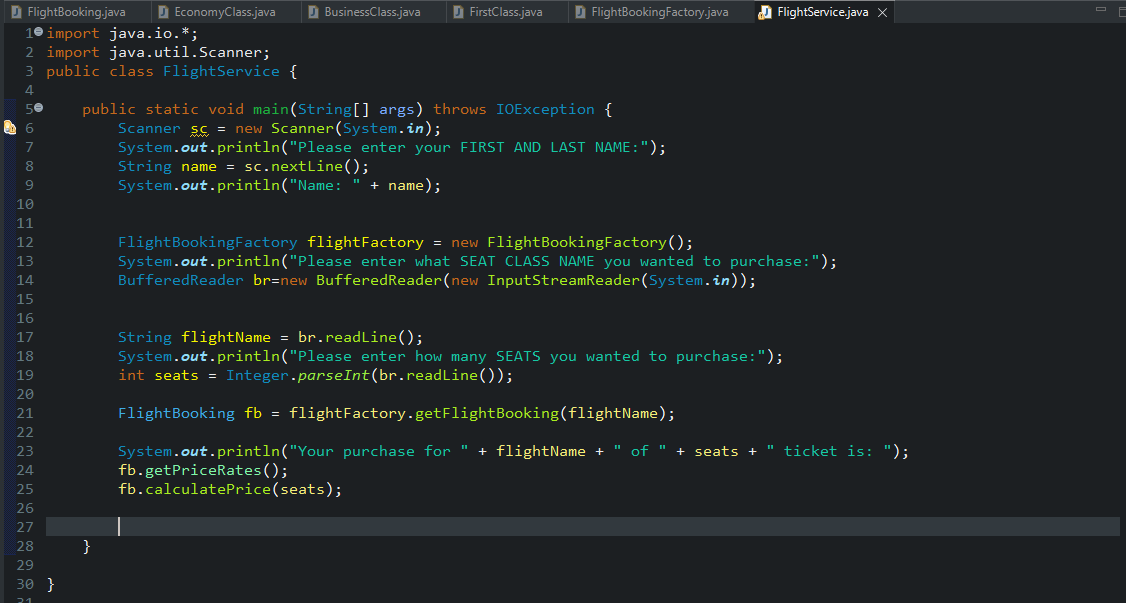 FlightBooking.java EconomyClass.java BusinessClass.java FirstClass.java FlightBookingFactory.java FlightService.java
1 import java.io.*;
2 import java.util.Scanner;
3 public class FlightService {
4
5 public static void main(String[] args) throws IOException {
6 Scanner sc = new Scanner(System.in);
7 System.out.println("Please enter your FIRST AND LAST NAME:");
8 String name = sc.nextLine();
9 System.out.println("Name: " + name);
10
11
12 FlightBookingFactory flightFactory = new FlightBookingFactory();
13 System.out.println("Please enter what SEAT CLASS NAME you wanted to purchase:");
14 BufferedReader br=new BufferedReader(new InputStreamReader(System.in));
15
16
17 String flightName = br.readLine();
18 System.out.println("Please enter how many SEATS you wanted to purchase:");
19 int seats = Integer.parseInt(br.readLine());
20
21 FlightBooking fb = flightFactory.getFlightBooking(flightName);
22
23 System.out.println("Your purchase for " + flightName + " of " + seats + " ticket is: ");
24 fb.getPriceRates();
25 fb.calculatePrice(seats);
26
27
28 }
29
30 }
31